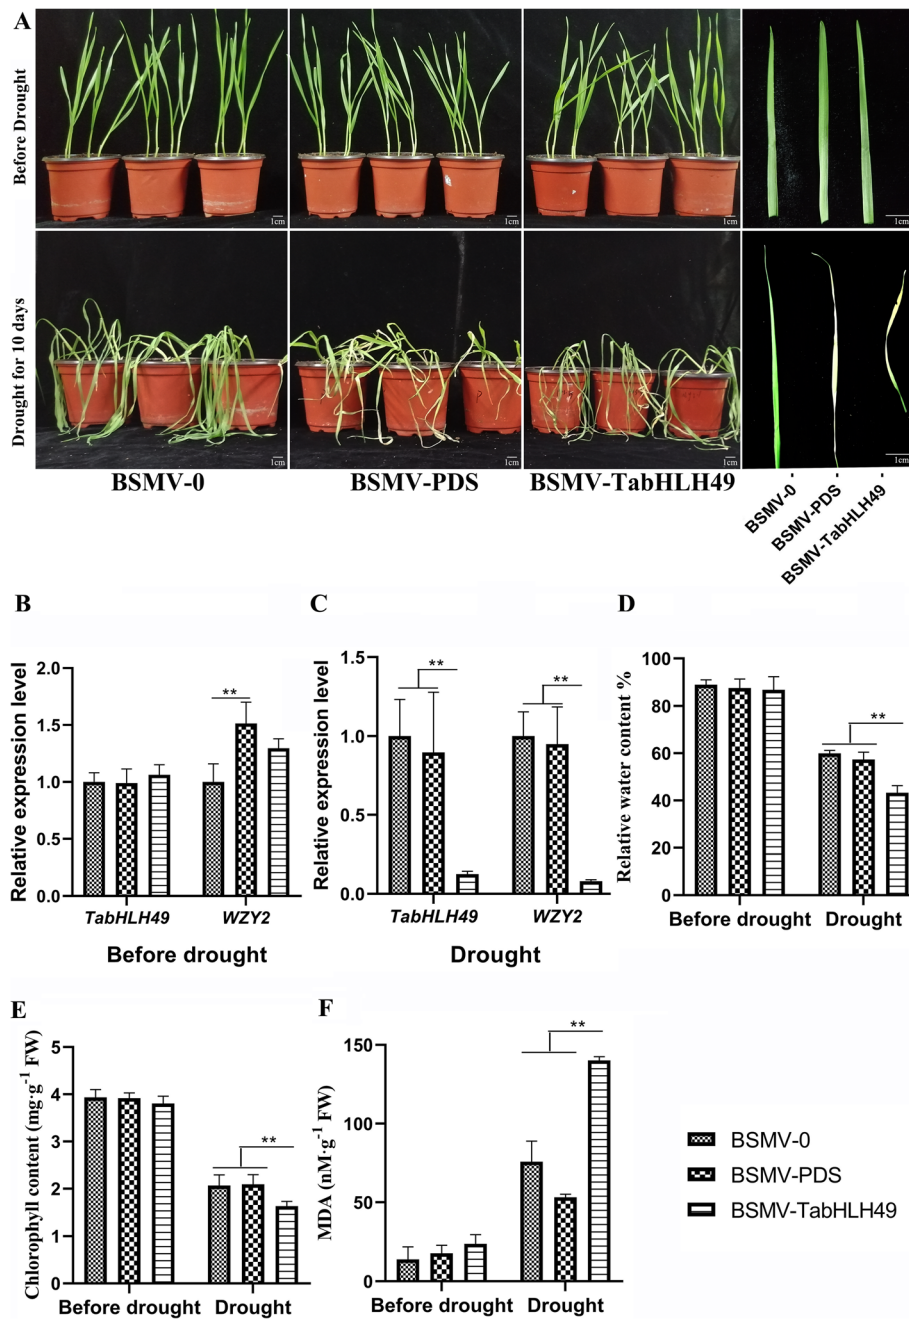 A
Before Drought
1cm
1cm
1cm
1cm
Drought for 10 days
1cm
1cm
1cm
1cm
BSMV-0
BSMV-PDS
BSMV-TabHLH49
BSMV-0
BSMV-PDS
BSMV-TabHLH49
B
Relative expression level
2.0
1.5
1.0
0.5
0.0
**
TabHLH49
WZY2
Before drought
C
Relative expression level
1.5
1.0
0.5
0.0
**
**
TabHLH49
WZY2
Drought
D
Relative water content %
100
80
60
40
20
0
**
Before drought
Drought
E
Chlorophyll content (mg·g⁻¹ FW)
5
4
3
2
1
0
**
Before drought
Drought
F
MDA (nM·g⁻¹ FW)
150
100
50
0
**
Before drought
Drought
BSMV-0
BSMV-PDS
BSMV-TabHLH49